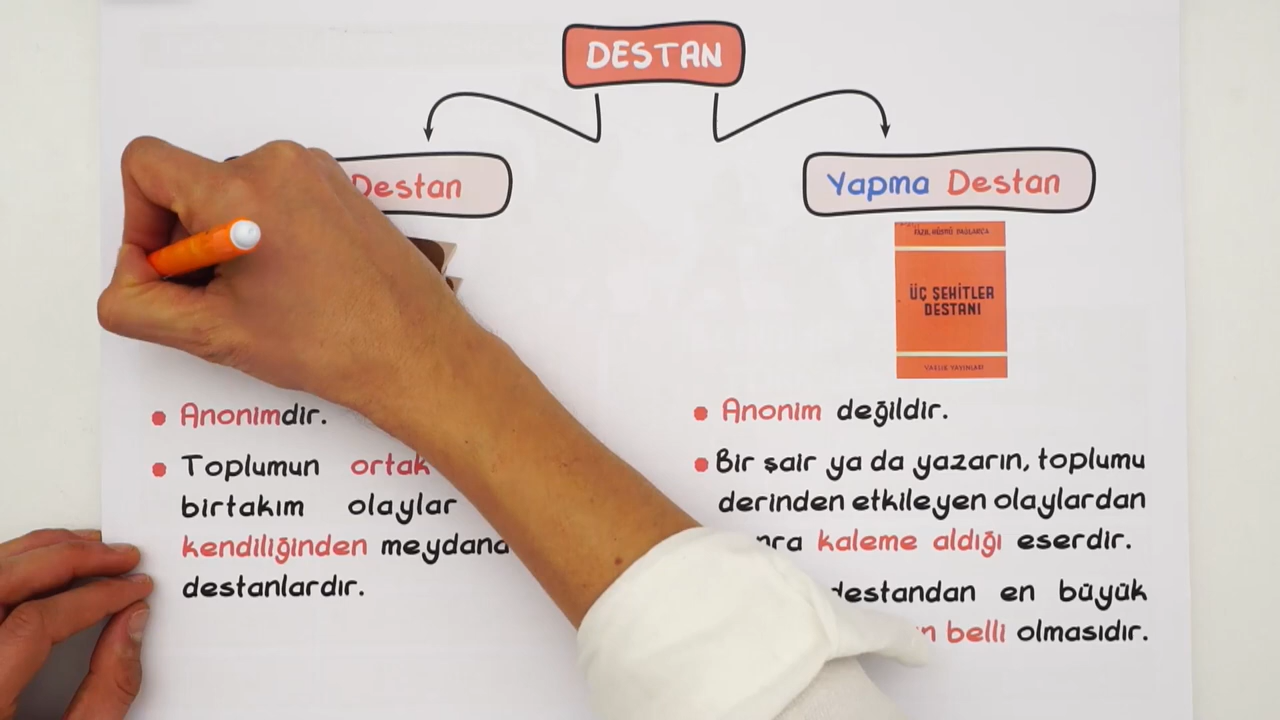 DESTAN
Destan
Yapma Destan
FAZIL HÜSNÜ DAĞLARCA
ÜÇ ŞEHİTLER
DESTANI
VARLIK YAYINLARI
Anonimdir.
Toplumun ortak
birtakım olaylar
kendiliğinden meydana
destanlardır.
Anonim değildir.
Bir şair ya da yazarın, toplumu
derinden etkileyen olaylardan
kaleme aldığı eserdir.
destandan en büyük
belli olmasıdır.